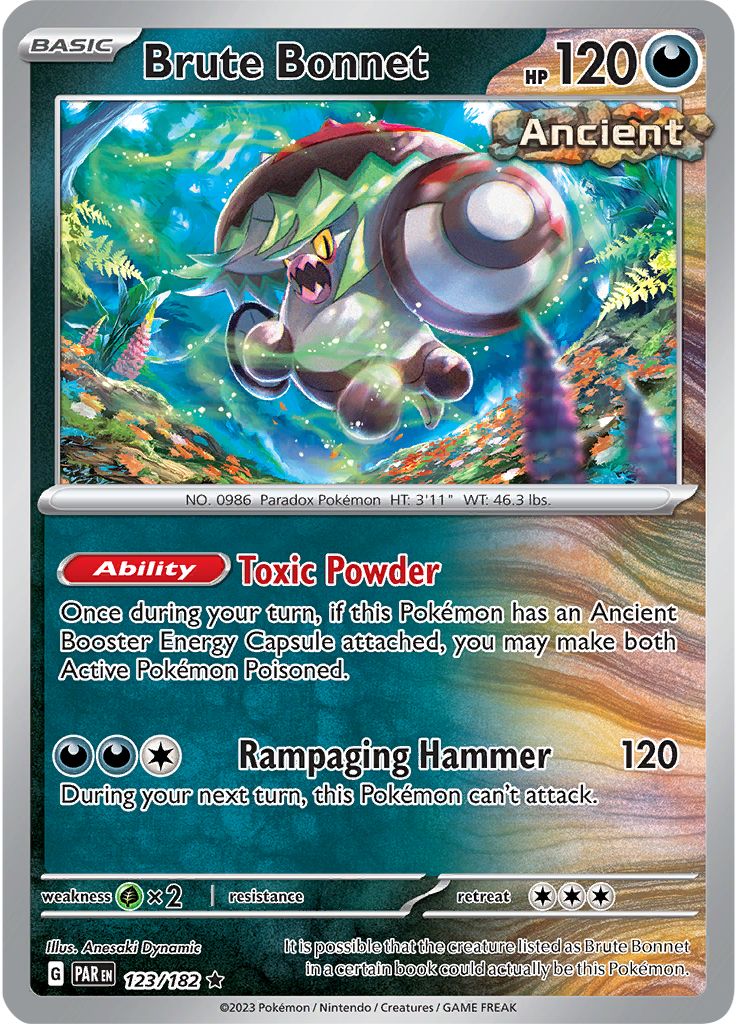 BASIC
Brute Bonnet
HP 120
Ancient
NO. 0986 Paradox Pokémon HT: 3'11" WT: 46.3 lbs.
Ability Toxic Powder
Once during your turn, if this Pokémon has an Ancient
Booster Energy Capsule attached, you may make both
Active Pokémon Poisoned.
Rampaging Hammer 120
During your next turn, this Pokémon can't attack.
weakness ×2 resistance retreat
Illus. Anesaki Dynamic
It is possible that the creature listed as Brute Bonnet
in a certain book could actually be this Pokémon.
G PAR EN 123/182 ★
©2023 Pokémon / Nintendo / Creatures / GAME FREAK